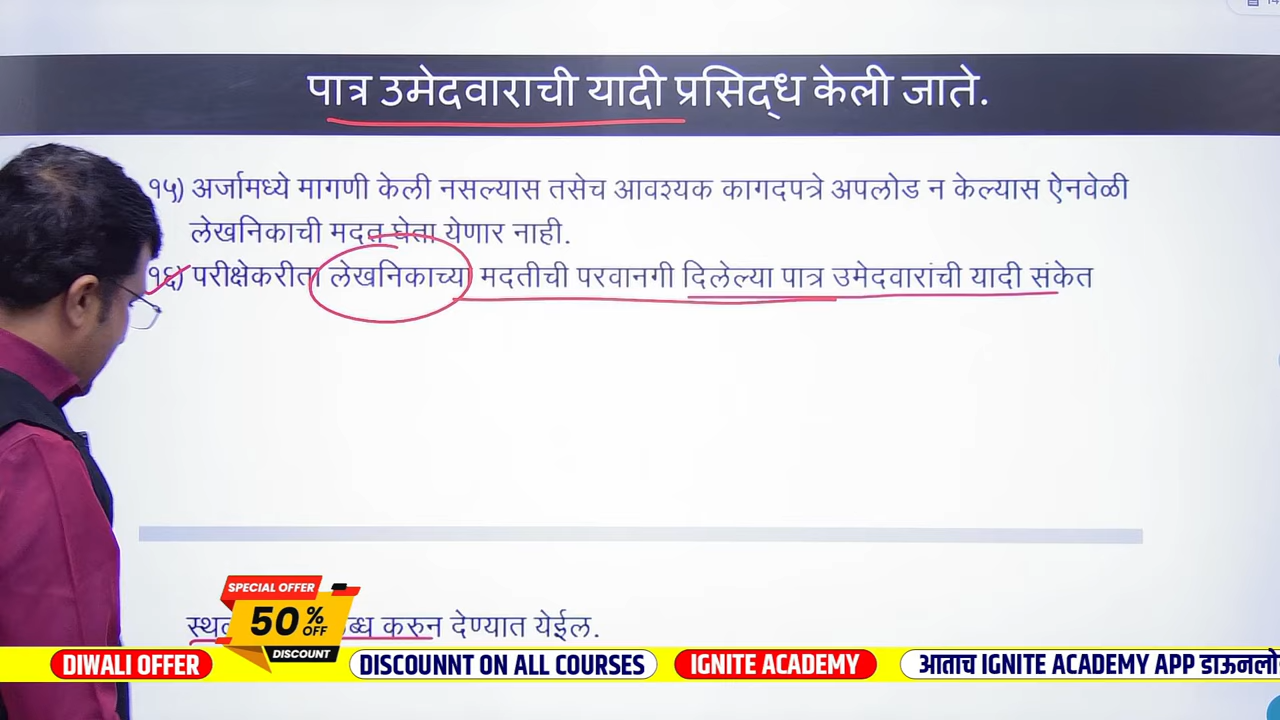 पात्र उमेदवाराची यादी प्रसिद्ध केली जाते.
१५) अर्जामध्ये मागणी केली नसल्यास तसेच आवश्यक कागदपत्रे अपलोड न केल्यास ऐनवेळी
लेखनिकाची मदत घेता येणार नाही.
१६) परीक्षेकरीता लेखनिकाच्या मदतीची परवानगी दिलेल्या पात्र उमेदवारांची यादी संकेत
करुन देण्यात येईल.
SPECIAL OFFER
50% OFF
DISCOUNT
DIWALI OFFER DISCOUNNT ON ALL COURSES IGNITE ACADEMY आताच IGNITE ACADEMY APP